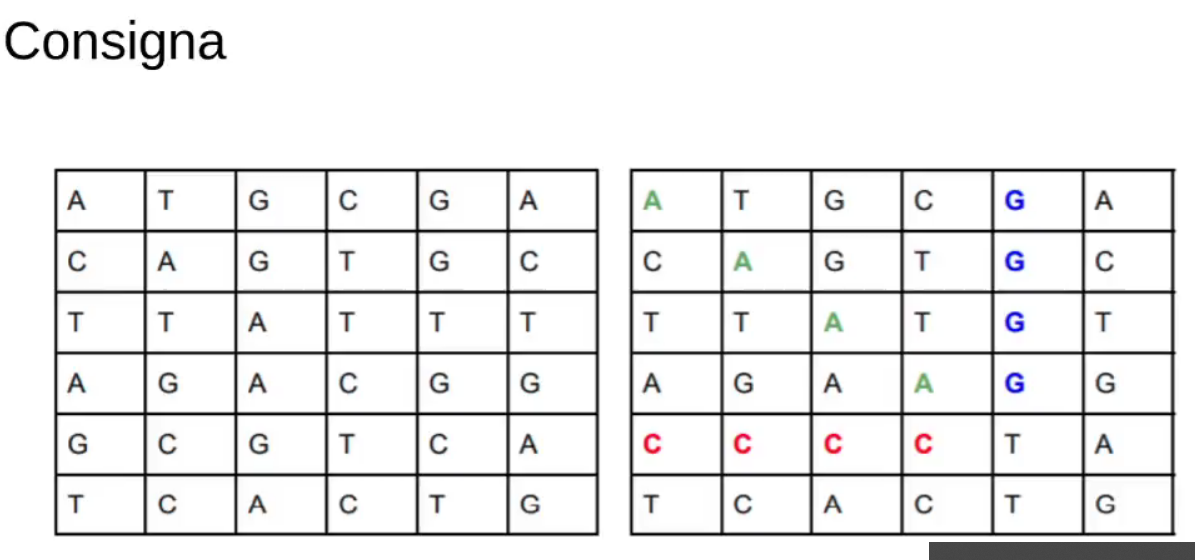 Consigna
A T G C G A A T G C G A
C A G T G C C A G T G C
T T A T T T T T A T G T
A G A C G G A G A A G G
G C G T C A C C C C T A
T C A C T G T C A C T G